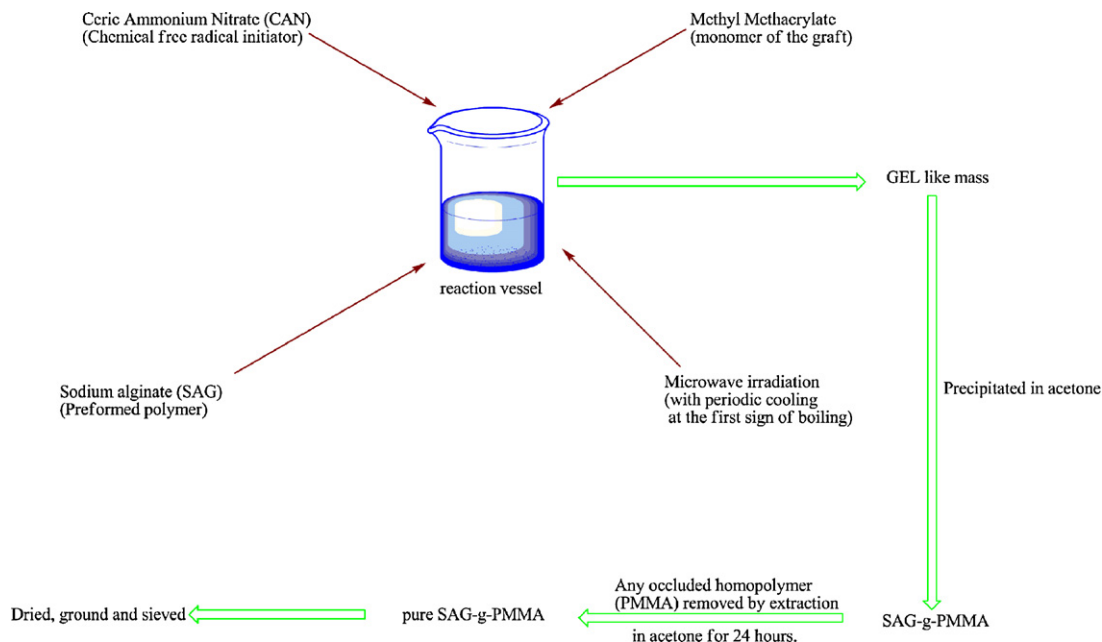 Ceric Ammonium Nitrate (CAN)
(Chemical free radical initiator)
Methyl Methacrylate
(monomer of the graft)
GEL like mass
reaction vessel
Sodium alginate (SAG)
(Preformed polymer)
Microwave irradiation
(with periodic cooling
at the first sign of boiling)
Precipitated in acetone
Dried, ground and sieved
pure SAG-g-PMMA
Any occluded homopolymer
(PMMA) removed by extraction
in acetone for 24 hours.
SAG-g-PMMA